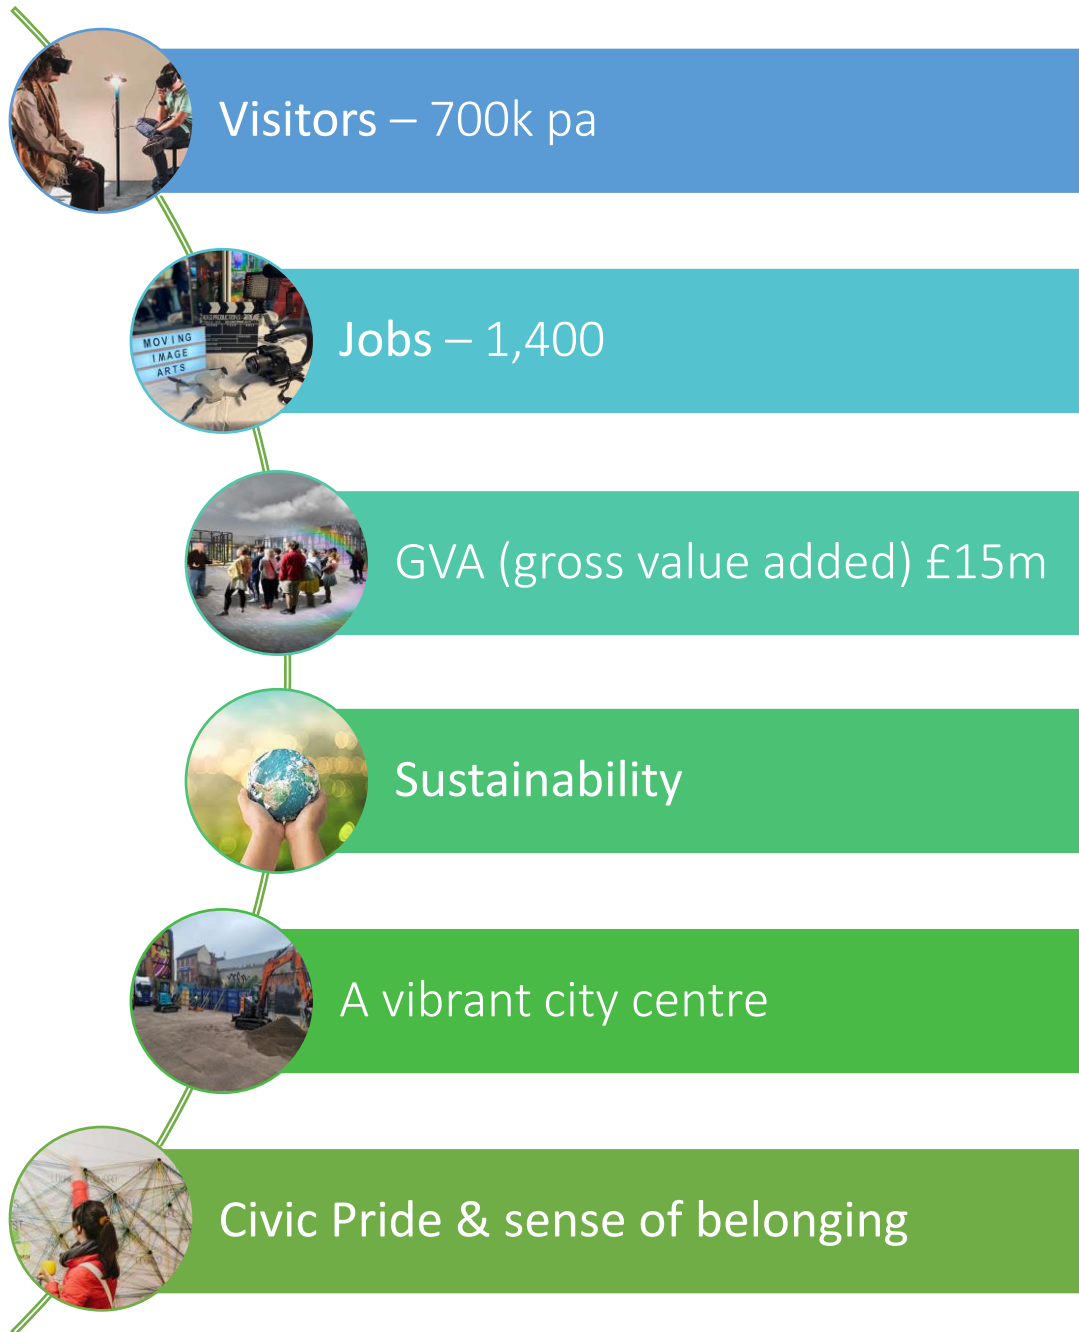 Visitors – 700k pa
MOVING
IMAGE
ARTS
Jobs – 1,400
GVA (gross value added) £15m
Sustainability
A vibrant city centre
Civic Pride & sense of belonging